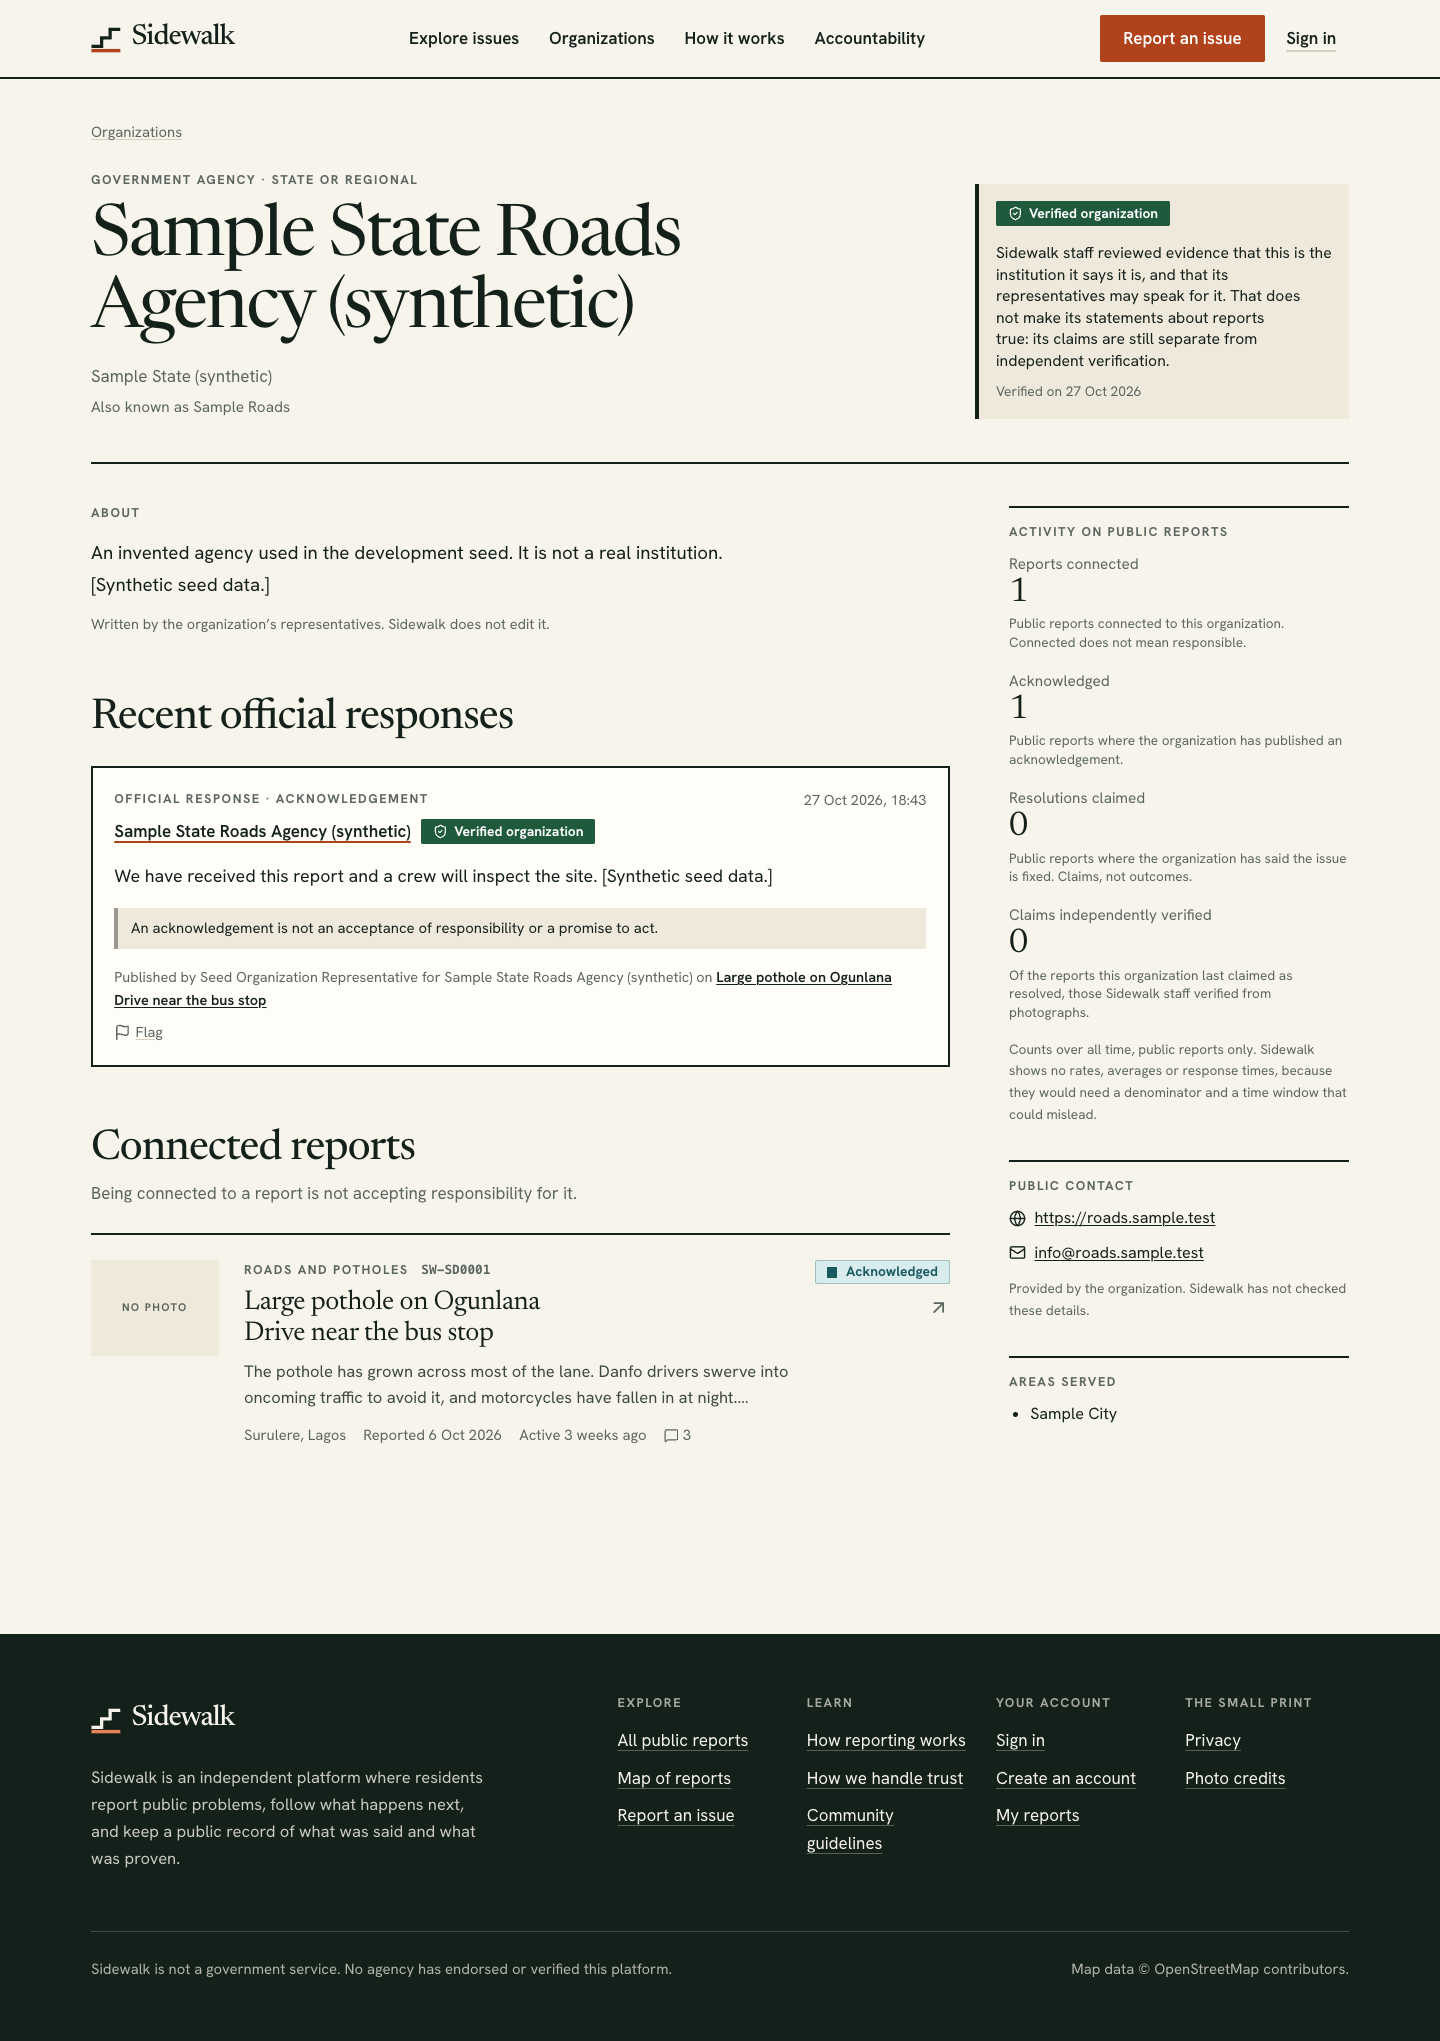 Sidewalk
Explore issues
Organizations
How it works
Accountability
Report an issue
Sign in
Organizations
GOVERNMENT AGENCY · STATE OR REGIONAL
Sample State Roads
Agency (synthetic)
Sample State (synthetic)
Also known as Sample Roads
Verified organization
Sidewalk staff reviewed evidence that this is the
institution it says it is, and that its
representatives may speak for it. That does
not make its statements about reports
true: its claims are still separate from
independent verification.
Verified on 27 Oct 2026
ABOUT
An invented agency used in the development seed. It is not a real institution.
[Synthetic seed data.]
Written by the organization’s representatives. Sidewalk does not edit it.
Recent official responses
OFFICIAL RESPONSE · ACKNOWLEDGEMENT
27 Oct 2026, 18:43
Sample State Roads Agency (synthetic)
Verified organization
We have received this report and a crew will inspect the site. [Synthetic seed data.]
An acknowledgement is not an acceptance of responsibility or a promise to act.
Published by Seed Organization Representative for Sample State Roads Agency (synthetic) on Large pothole on Ogunlana
Drive near the bus stop
Flag
Connected reports
Being connected to a report is not accepting responsibility for it.
NO PHOTO
ROADS AND POTHOLES SW-SD0001
Acknowledged
Large pothole on Ogunlana
Drive near the bus stop
The pothole has grown across most of the lane. Danfo drivers swerve into
oncoming traffic to avoid it, and motorcycles have fallen in at night.…
Surulere, Lagos
Reported 6 Oct 2026
Active 3 weeks ago
3
ACTIVITY ON PUBLIC REPORTS
Reports connected
1
Public reports connected to this organization.
Connected does not mean responsible.
Acknowledged
1
Public reports where the organization has published an
acknowledgement.
Resolutions claimed
0
Public reports where the organization has said the issue
is fixed. Claims, not outcomes.
Claims independently verified
0
Of the reports this organization last claimed as
resolved, those Sidewalk staff verified from
photographs.
Counts over all time, public reports only. Sidewalk
shows no rates, averages or response times, because
they would need a denominator and a time window that
could mislead.
PUBLIC CONTACT
https://roads.sample.test
info@roads.sample.test
Provided by the organization. Sidewalk has not checked
these details.
AREAS SERVED
• Sample City
Sidewalk
Sidewalk is an independent platform where residents
report public problems, follow what happens next,
and keep a public record of what was said and what
was proven.
EXPLORE
All public reports
Map of reports
Report an issue
LEARN
How reporting works
How we handle trust
Community
guidelines
YOUR ACCOUNT
Sign in
Create an account
My reports
THE SMALL PRINT
Privacy
Photo credits
Sidewalk is not a government service. No agency has endorsed or verified this platform.
Map data © OpenStreetMap contributors.